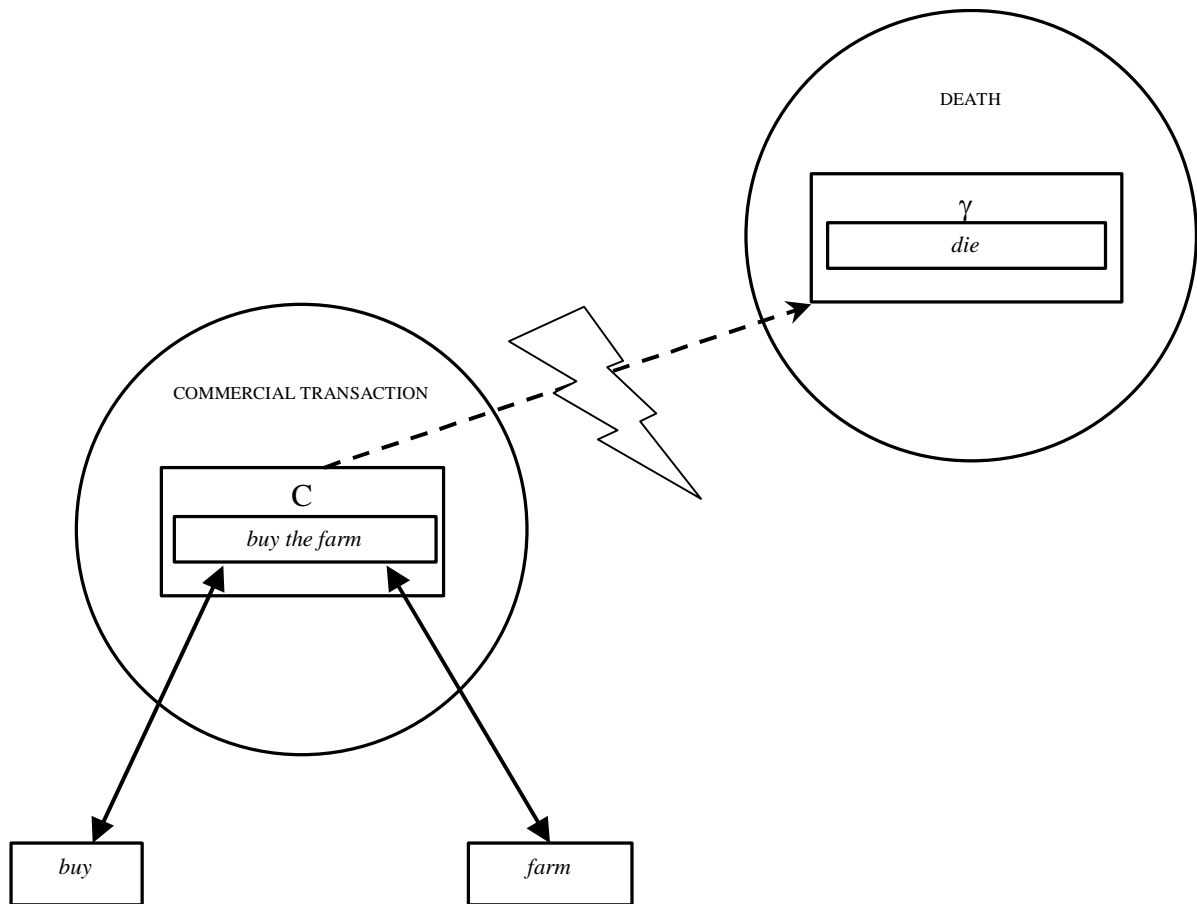 DEATH
γ
die
COMMERCIAL TRANSACTION
C
buy the farm
buy
farm